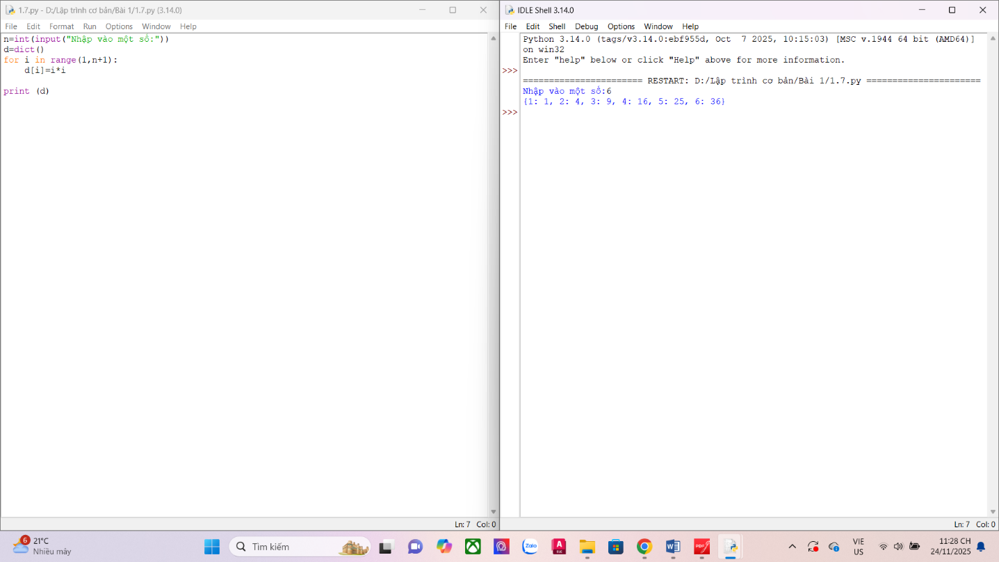 1.7.py - D:/Lập trình cơ bản/Bài 1/1.7.py (3.14.0)
File Edit Format Run Options Window Help
n=int(input("Nhập vào một số:"))
d=dict()
for i in range(1,n+1):
    d[i]=i*i
print (d)
Ln: 7 Col: 0
IDLE Shell 3.14.0
File Edit Shell Debug Options Window Help
Python 3.14.0 (tags/v3.14.0:ebf955d, Oct  7 2025, 10:15:03) [MSC v.1944 64 bit (AMD64)]
on win32
Enter "help" below or click "Help" above for more information.
>>>
======================= RESTART: D:/Lập trình cơ bản/Bài 1/1.7.py ======================
Nhập vào một số:6
{1: 1, 2: 4, 3: 9, 4: 16, 5: 25, 6: 36}
>>>
Ln: 7 Col: 0
6
21°C
Nhiều mây
Tìm kiếm
Zalo
VIE
US
11:28 CH
24/11/2025